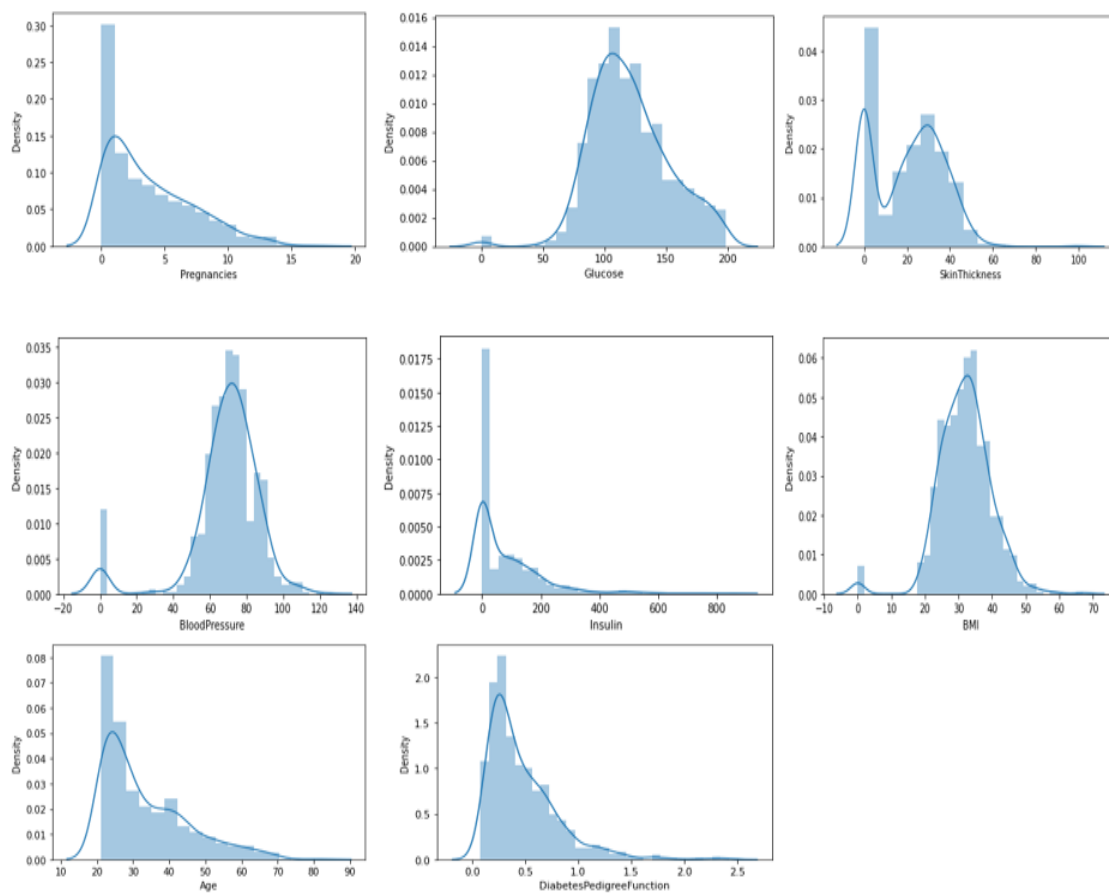 0.30
0.25
0.20
0.15
0.10
0.05
0.00
Density
0 5 10 15 20
Pregnancies
0.016
0.014
0.012
0.010
0.008
0.006
0.004
0.002
0.000
Density
0 50 100 150 200
Glucose
0.04
0.03
0.02
0.01
0.00
Density
0 20 40 60 80 100
SkinThickness
0.035
0.030
0.025
0.020
0.015
0.010
0.005
0.000
Density
−20 0 20 40 60 80 100 120 140
BloodPressure
0.0175
0.0150
0.0125
0.0100
0.0075
0.0050
0.0025
0.0000
Density
0 200 400 600 800
Insulin
0.06
0.05
0.04
0.03
0.02
0.01
0.00
Density
−10 0 10 20 30 40 50 60 70
BMI
0.08
0.07
0.06
0.05
0.04
0.03
0.02
0.01
0.00
Density
10 20 30 40 50 60 70 80 90
Age
2.0
1.5
1.0
0.5
0.0
Density
0.0 0.5 1.0 1.5 2.0 2.5
DiabetesPedigreeFunction